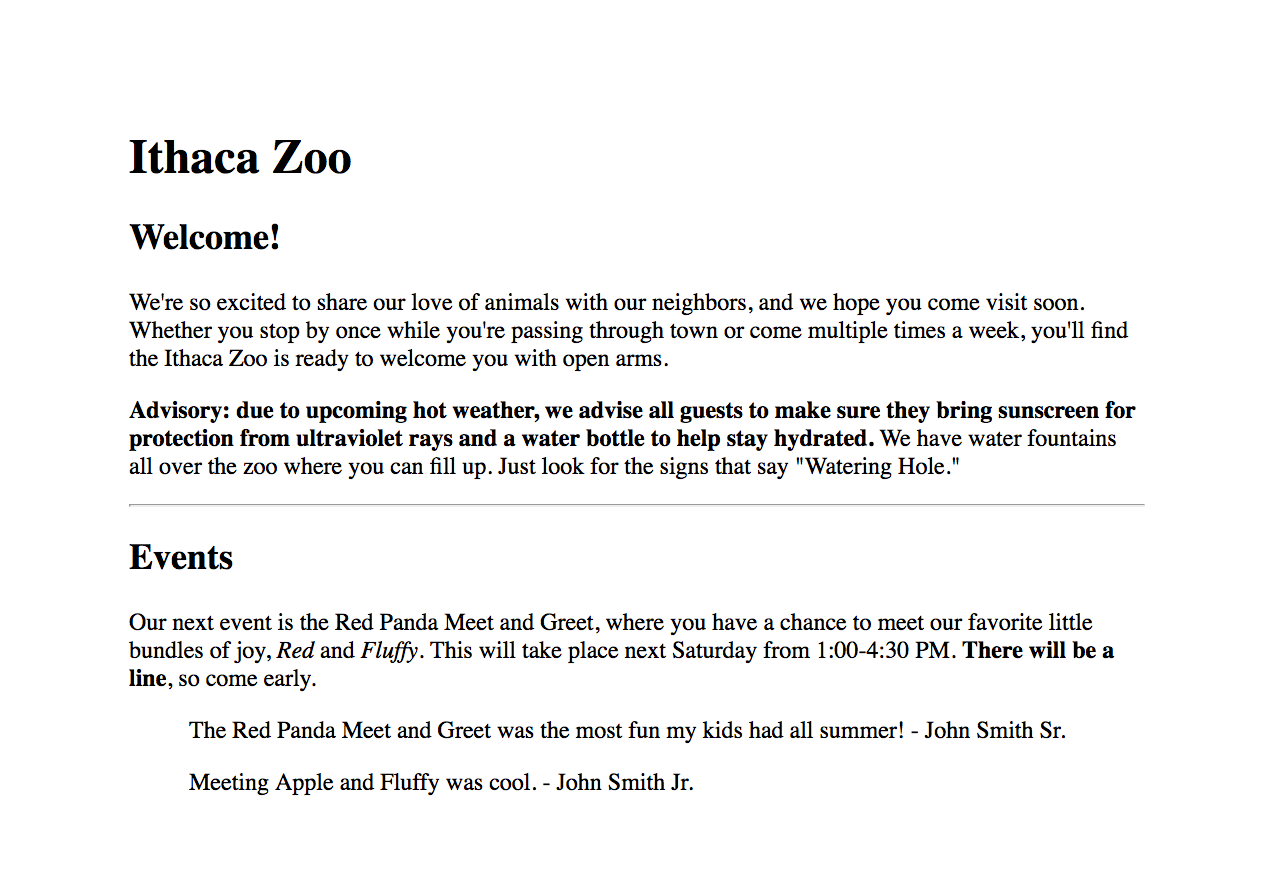 Ithaca Zoo
Welcome!
We're so excited to share our love of animals with our neighbors, and we hope you come visit soon.
Whether you stop by once while you're passing through town or come multiple times a week, you'll find
the Ithaca Zoo is ready to welcome you with open arms.
Advisory: due to upcoming hot weather, we advise all guests to make sure they bring sunscreen for
protection from ultraviolet rays and a water bottle to help stay hydrated. We have water fountains
all over the zoo where you can fill up. Just look for the signs that say "Watering Hole."
Events
Our next event is the Red Panda Meet and Greet, where you have a chance to meet our favorite little
bundles of joy, Red and Fluffy. This will take place next Saturday from 1:00-4:30 PM. There will be a
line, so come early.
The Red Panda Meet and Greet was the most fun my kids had all summer! - John Smith Sr.
Meeting Apple and Fluffy was cool. - John Smith Jr.